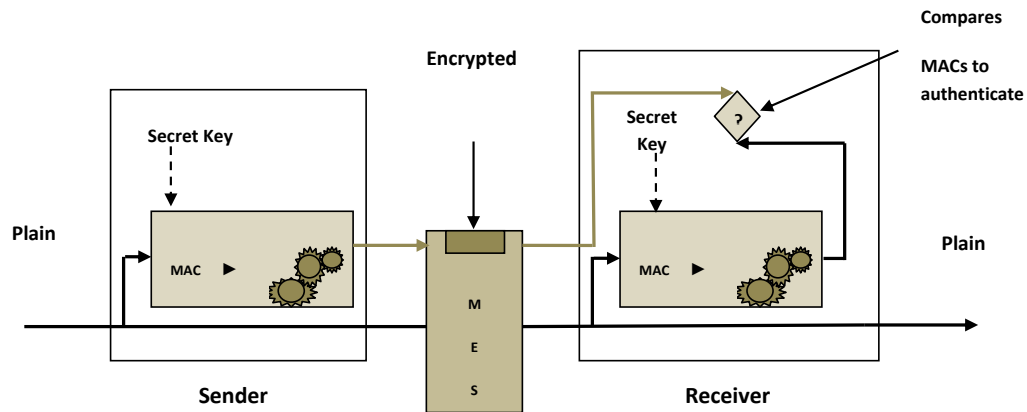 Compares
MACs to
authenticate
Encrypted
Secret Key
Secret
Key
?
Plain
MAC
MAC
Plain
M
E
S
Sender
Receiver